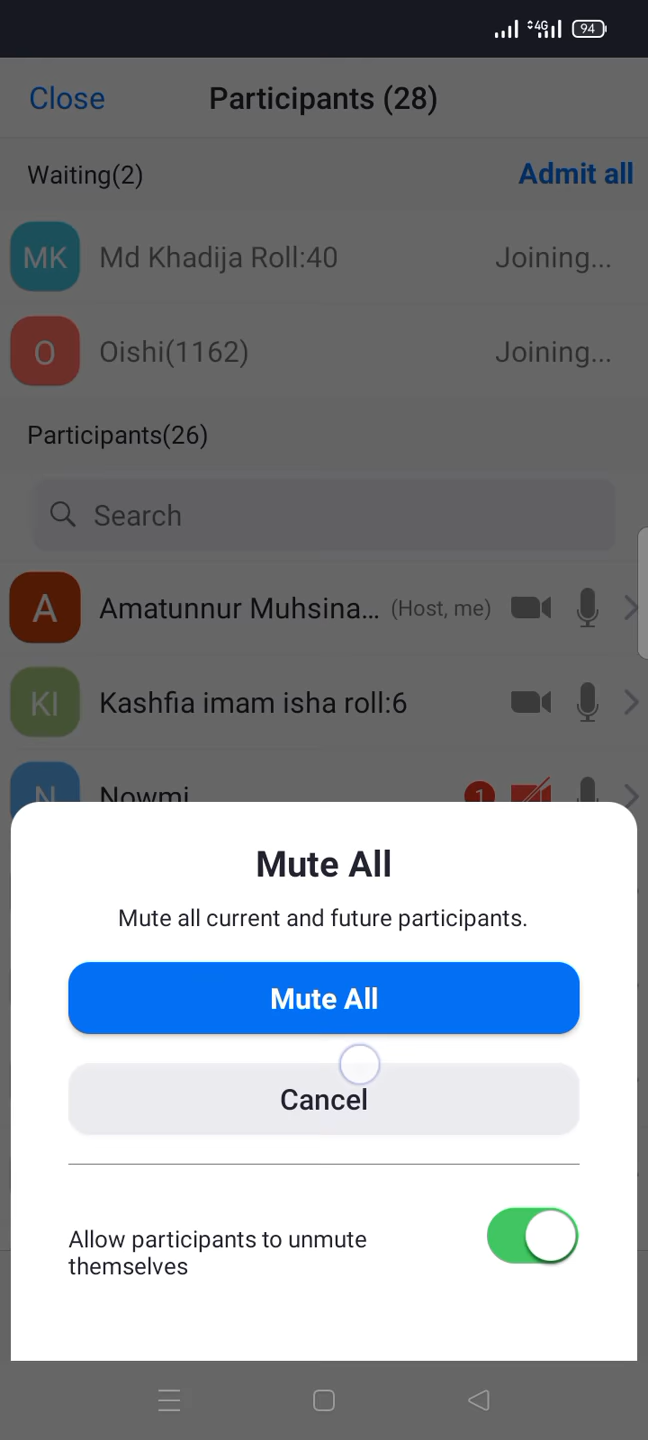 4G 94
Close Participants (28)
Waiting(2) Admit all
MK Md Khadija Roll:40 Joining...
O Oishi(1162) Joining...
Participants(26)
Search
A Amatunnur Muhsina... (Host, me)
KI Kashfia imam isha roll:6
N Nowmi 1
Mute All
Mute all current and future participants.
Mute All
Cancel
Allow participants to unmute
themselves